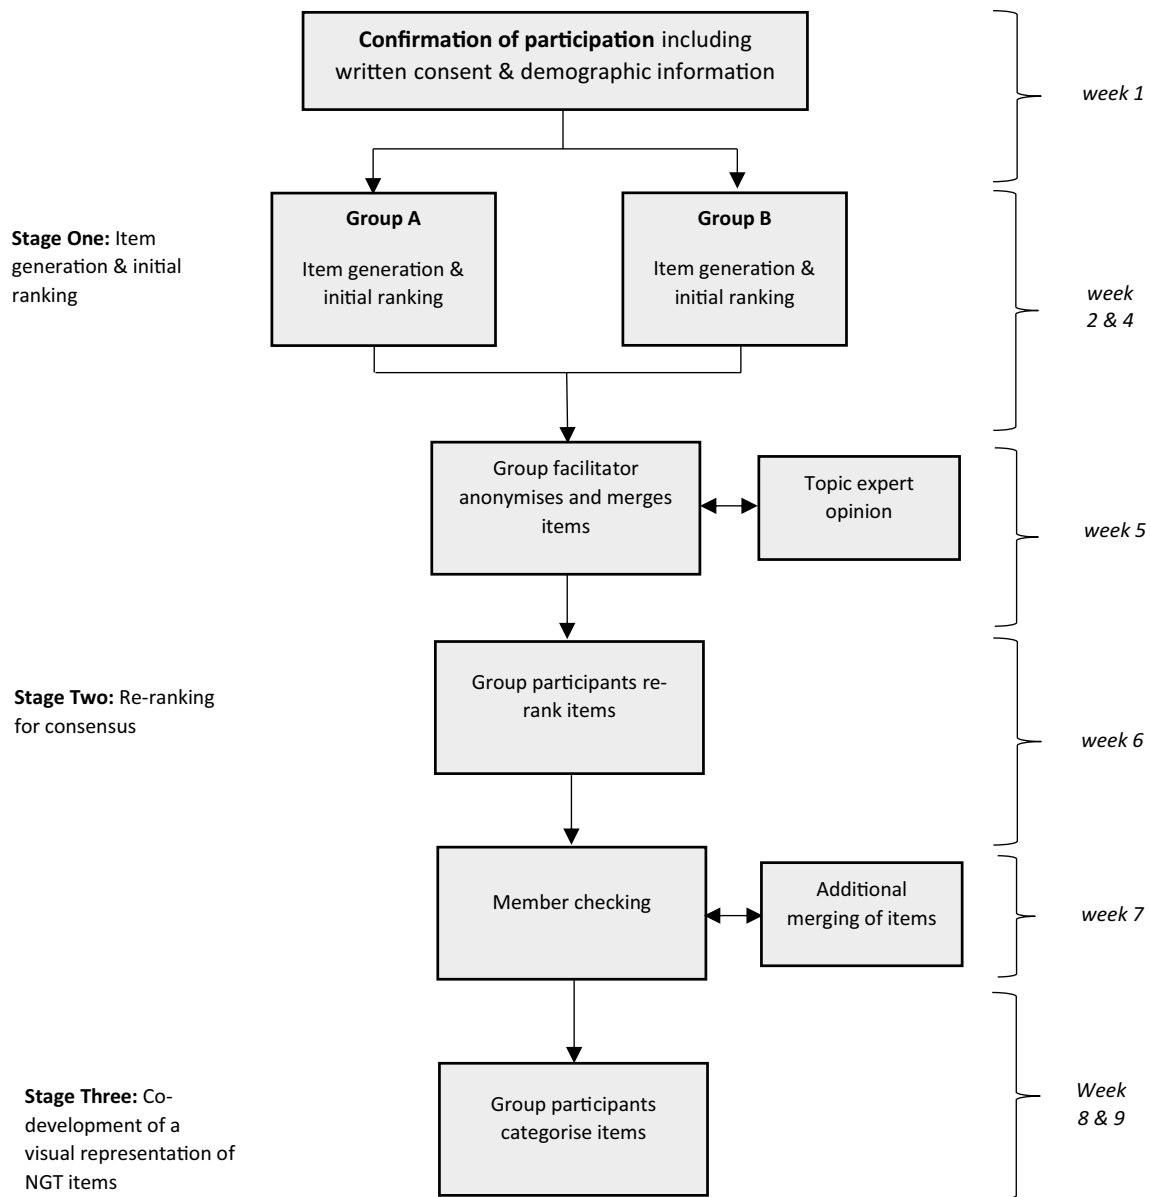 Confirmation of participation including
written consent & demographic information
week 1
Stage One: Item
generation & initial
ranking
Group A
Item generation &
initial ranking
Group B
Item generation &
initial ranking
week
2 & 4
Group facilitator
anonymises and merges
items
Topic expert
opinion
week 5
Stage Two: Re-ranking
for consensus
Group participants re-
rank items
week 6
Member checking
Additional
merging of items
week 7
Stage Three: Co-
development of a
visual representation of
NGT items
Group participants
categorise items
Week
8 & 9